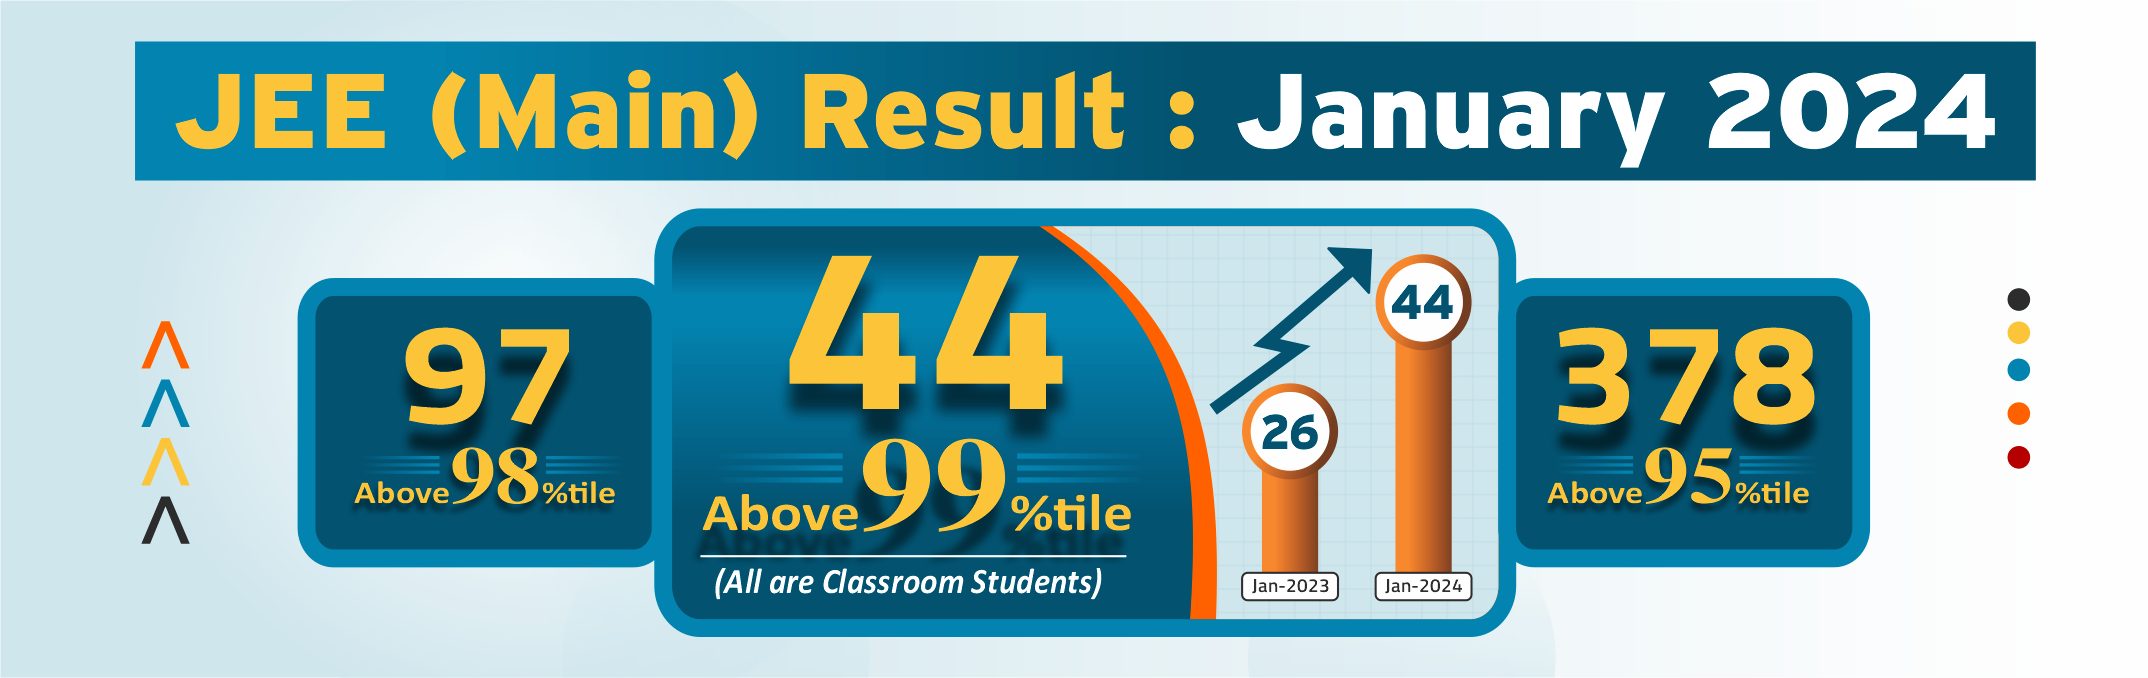 JEE (Main) Result : January 2024
97
Above 98 %tile
44
Above 99 %tile
(All are Classroom Students)
26
Jan-2023
44
Jan-2024
378
Above 95 %tile